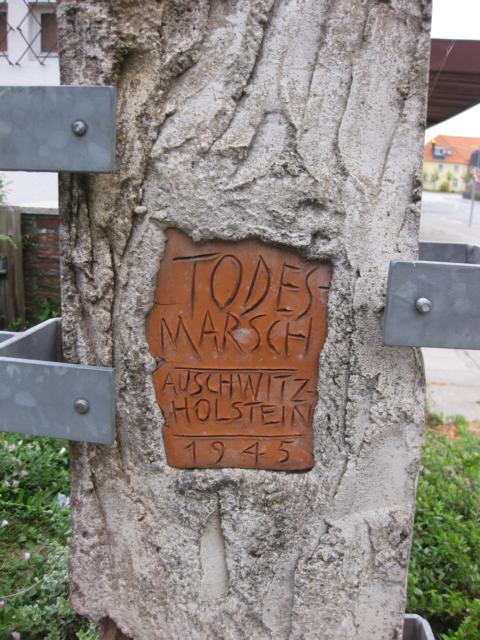 TODES-
MARSCH
AUSCHWITZ-
HOLSTEIN
1945